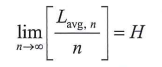 lim n→∞ [ L_avg, n / n ] = H